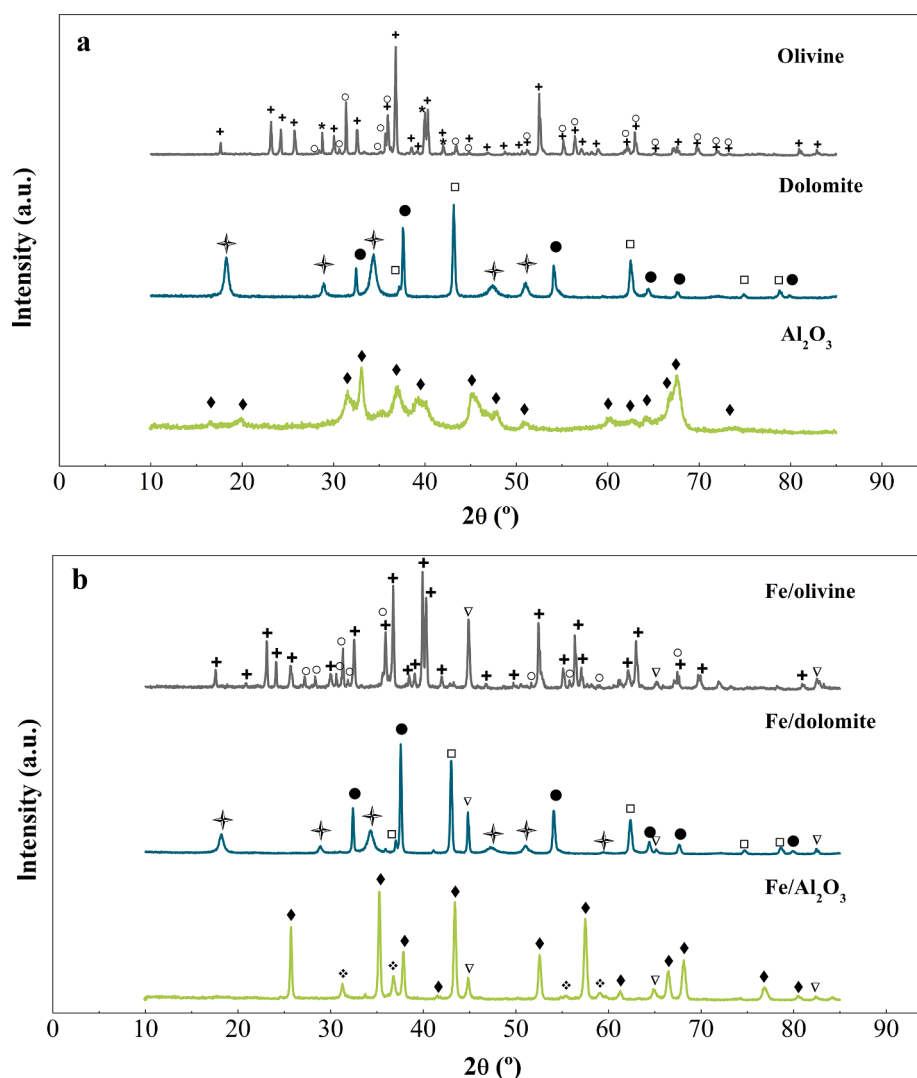 a
Olivine
Dolomite
Al₂O₃
Intensity (a.u.)
0 10 20 30 40 50 60 70 80 90
2θ (º)
b
Fe/olivine
Fe/dolomite
Fe/Al₂O₃
Intensity (a.u.)
0 10 20 30 40 50 60 70 80 90
2θ (º)